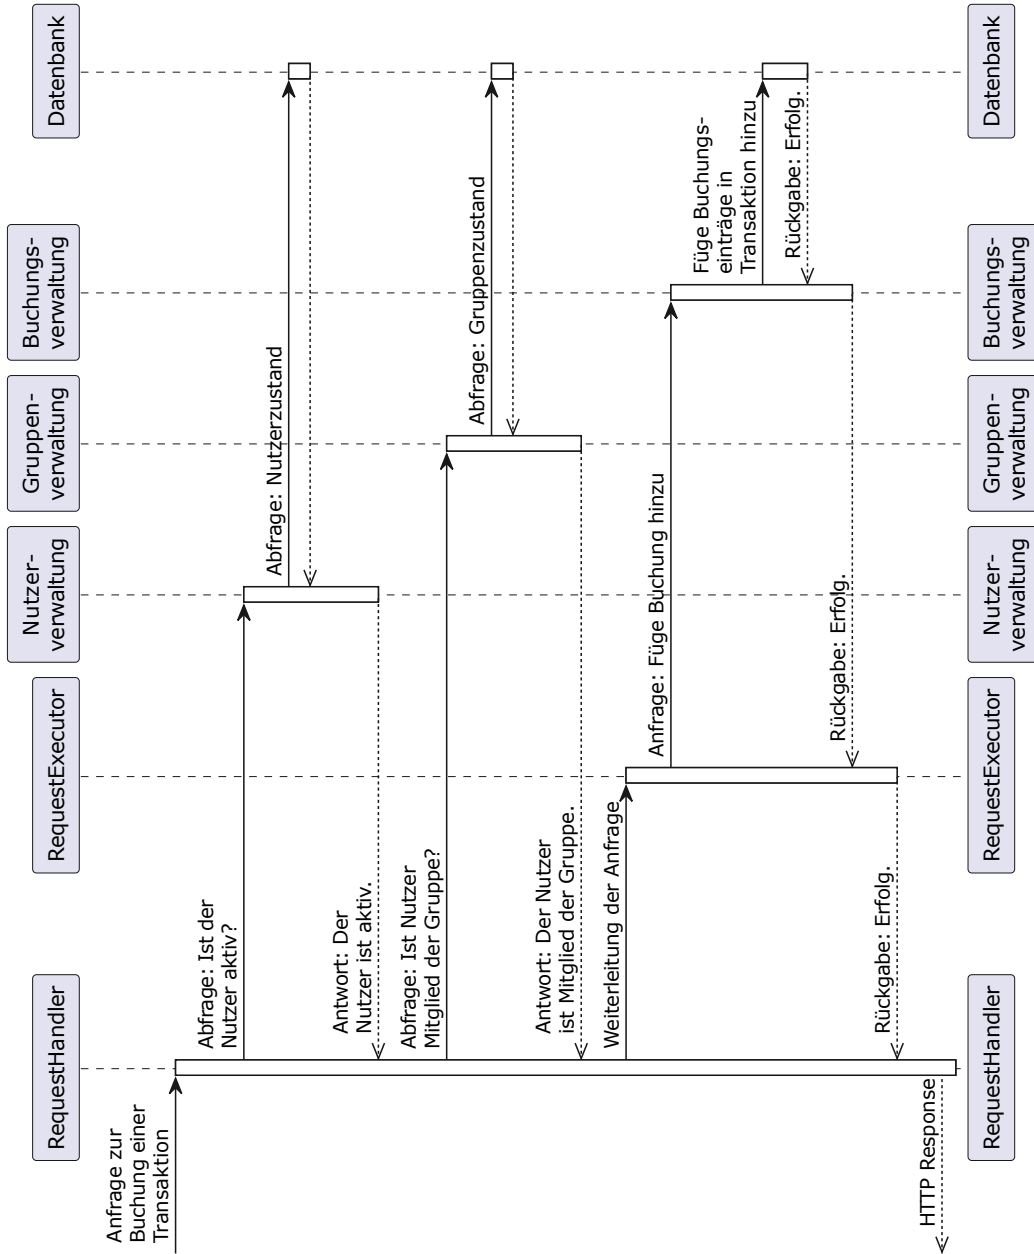 RequestHandler
RequestExecutor
Nutzer-
verwaltung
Gruppen-
verwaltung
Buchungs-
verwaltung
Datenbank
Anfrage zur
Buchung einer
Transaktion
Abfrage: Ist der
Nutzer aktiv?
Abfrage: Nutzerzustand
Antwort: Der
Nutzer ist aktiv.
Abfrage: Ist Nutzer
Mitglied der Gruppe?
Abfrage: Gruppenzustand
Antwort: Der Nutzer
ist Mitglied der Gruppe.
Weiterleitung der Anfrage
Anfrage: Füge Buchung hinzu
Füge Buchungs-
einträge in
Transaktion hinzu
Rückgabe: Erfolg.
Rückgabe: Erfolg.
Rückgabe: Erfolg.
HTTP Response
RequestHandler
RequestExecutor
Nutzer-
verwaltung
Gruppen-
verwaltung
Buchungs-
verwaltung
Datenbank